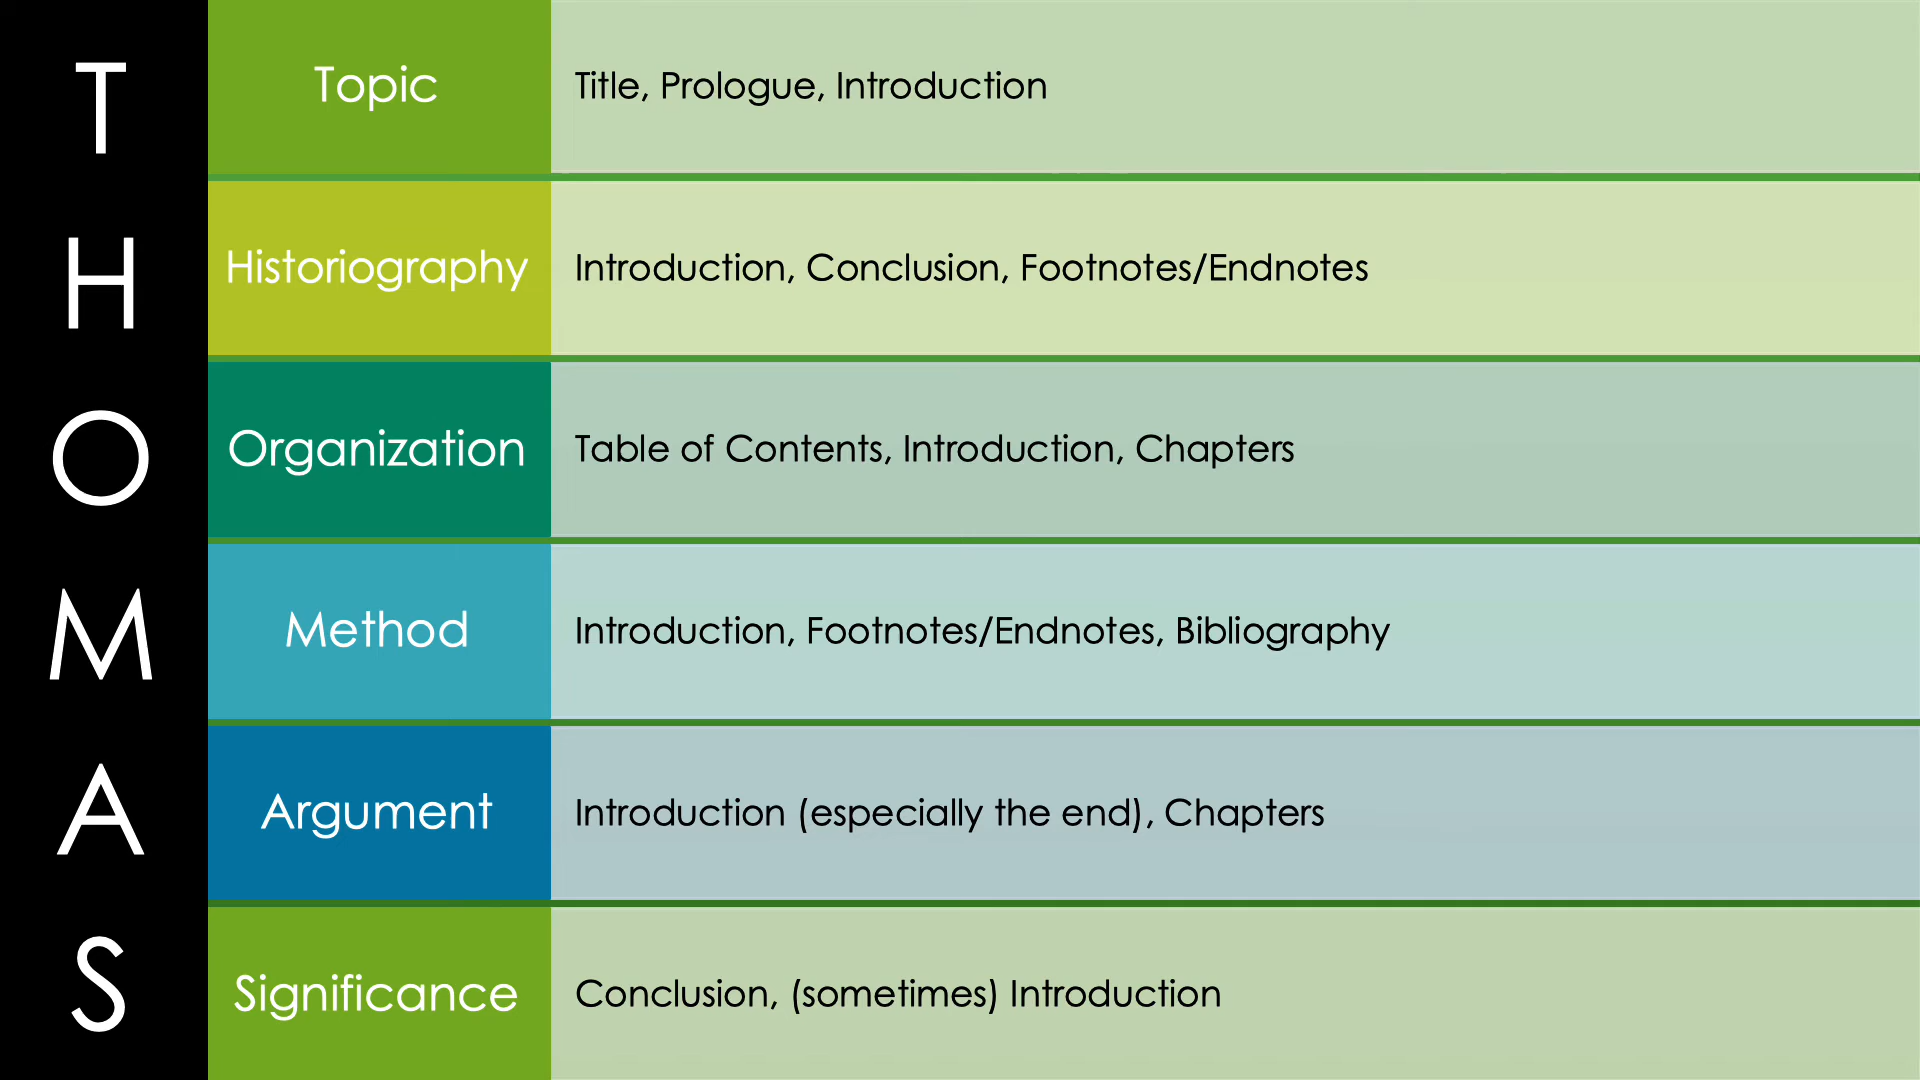 T
Topic
Title, Prologue, Introduction
H
Historiography
Introduction, Conclusion, Footnotes/Endnotes
O
Organization
Table of Contents, Introduction, Chapters
M
Method
Introduction, Footnotes/Endnotes, Bibliography
A
Argument
Introduction (especially the end), Chapters
S
Significance
Conclusion, (sometimes) Introduction